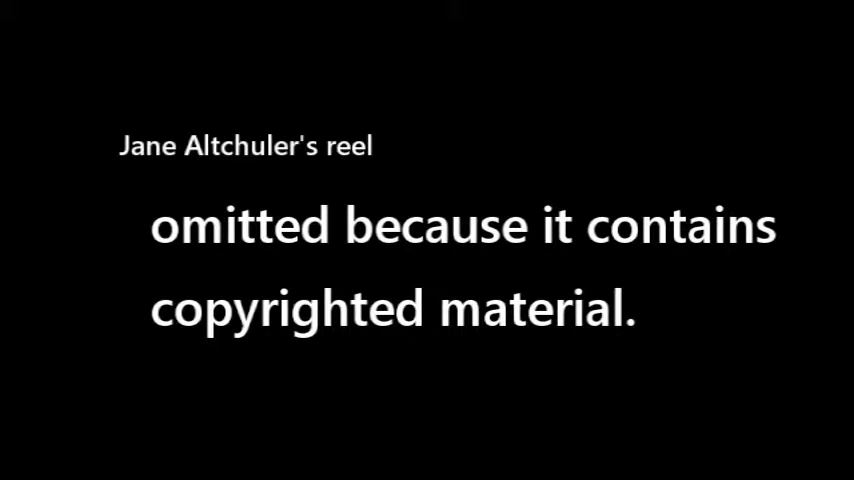 Jane Altchuler's reel
omitted because it contains
copyrighted material.